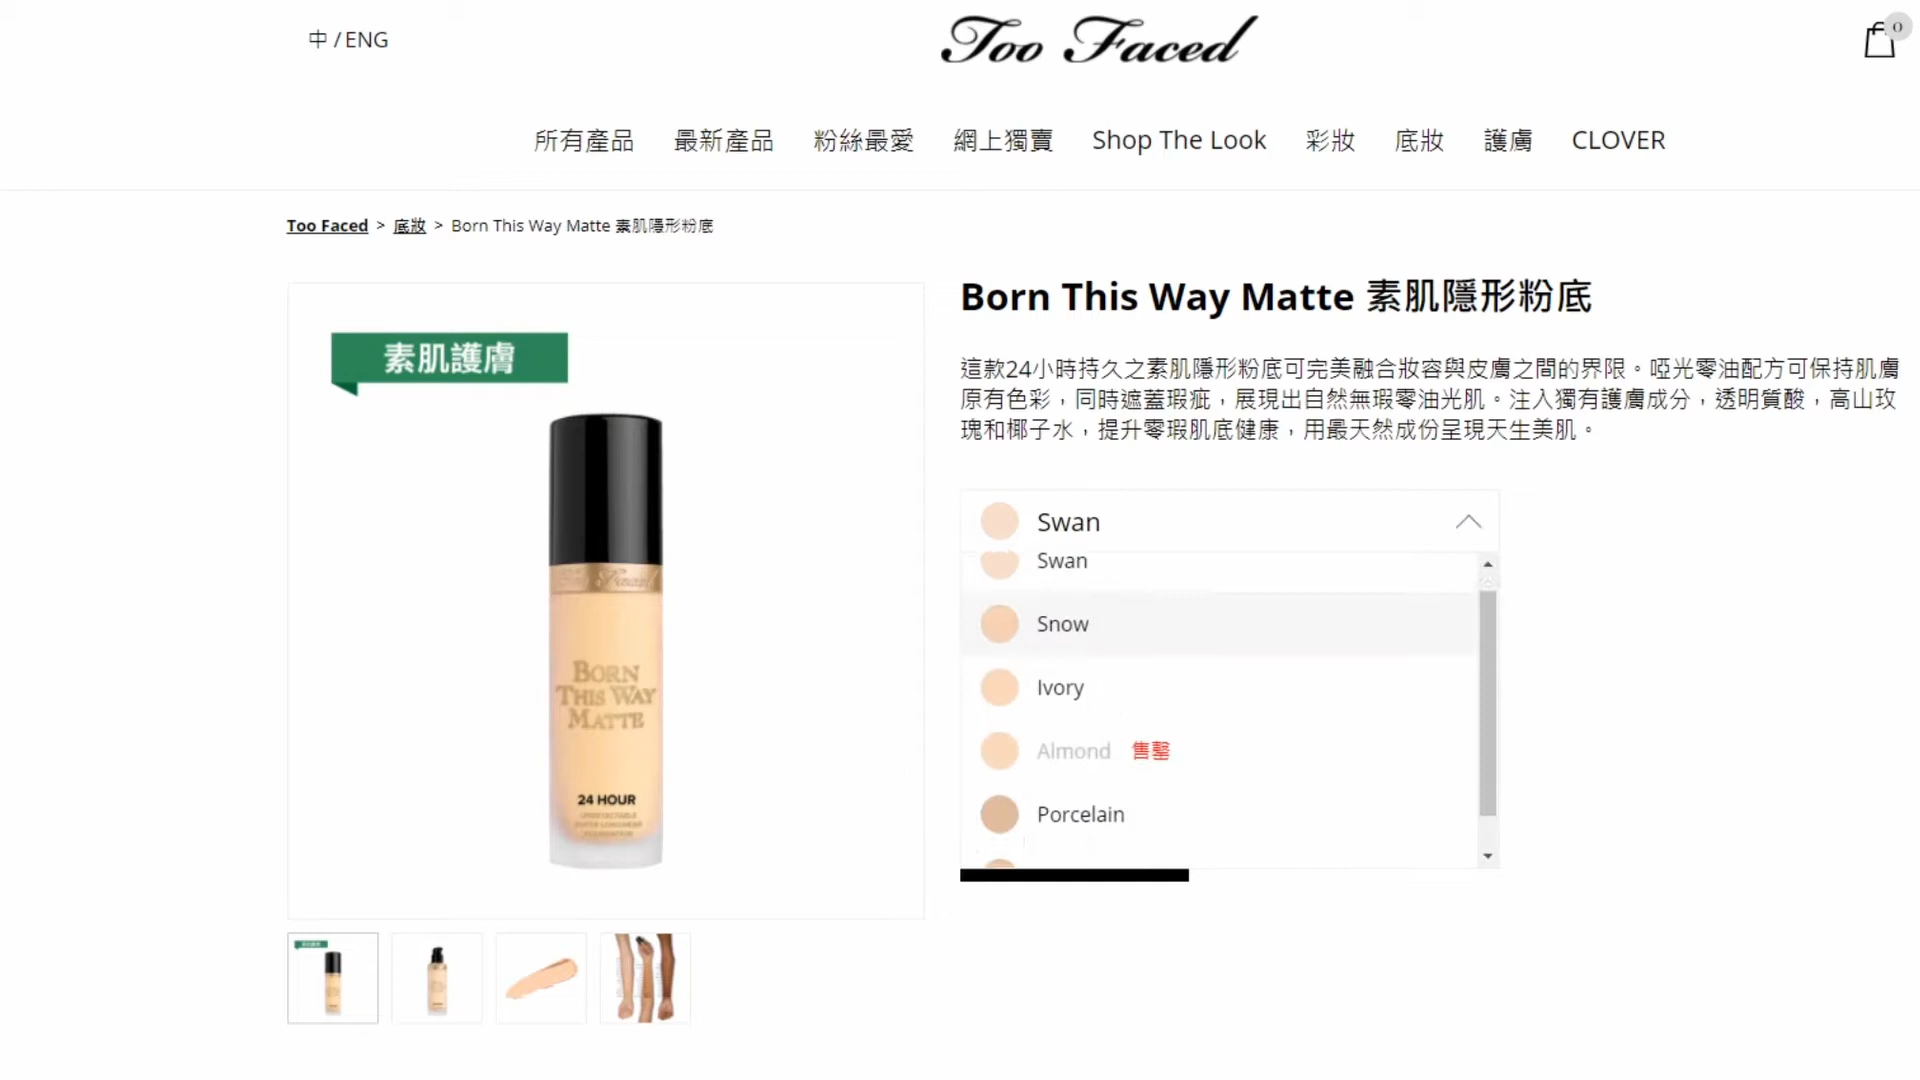 中 / ENG
Too Faced
0
所有產品 最新產品 粉絲最愛 網上獨賣 Shop The Look 彩妝 底妝 護膚 CLOVER
Too Faced > 底妝 > Born This Way Matte 素肌隱形粉底
素肌護膚
BORN
THIS WAY
MATTE
24 HOUR
Born This Way Matte 素肌隱形粉底
這款24小時持久之素肌隱形粉底可完美融合妝容與皮膚之間的界限。啞光零油配方可保持肌膚
原有色彩，同時遮蓋瑕疵，展現出自然無瑕零油光肌。注入獨有護膚成分，透明質酸，高山玫
瑰和椰子水，提升零瑕肌底健康，用最天然成份呈現天生美肌。
Swan
Swan
Snow
Ivory
Almond 售罄
Porcelain